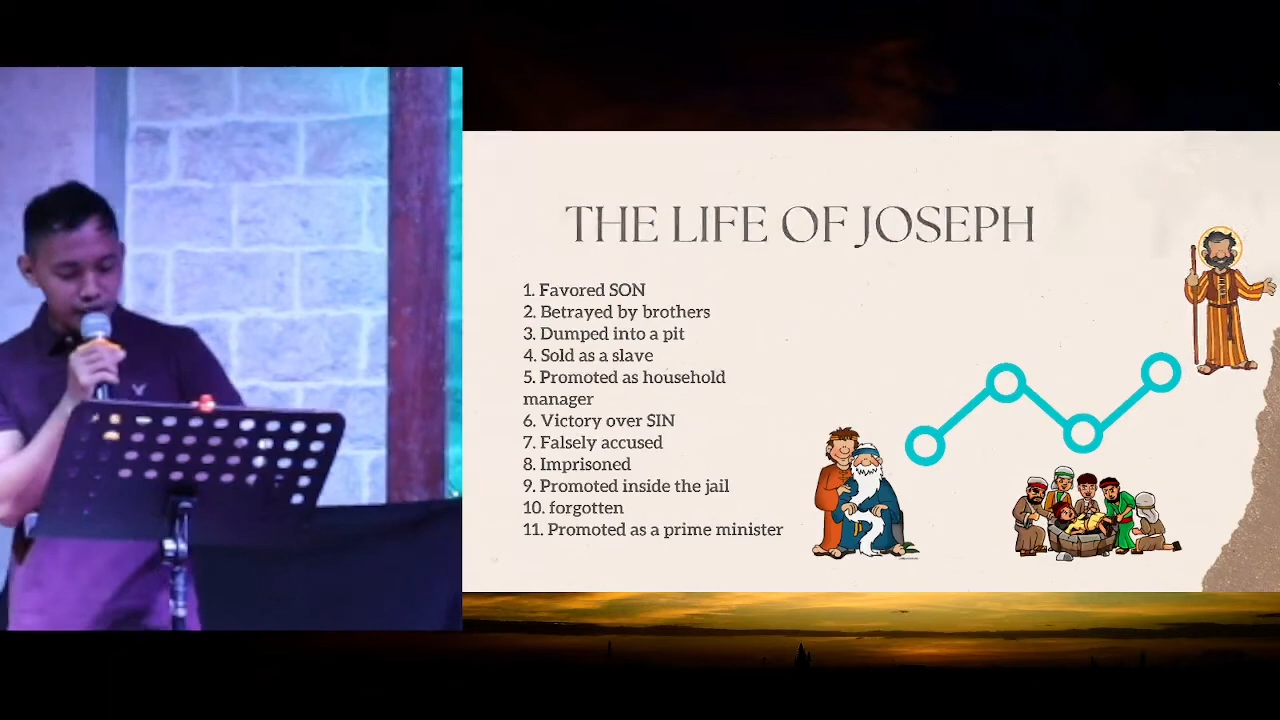 THE LIFE OF JOSEPH
1. Favored SON
2. Betrayed by brothers
3. Dumped into a pit
4. Sold as a slave
5. Promoted as household
manager
6. Victory over SIN
7. Falsely accused
8. Imprisoned
9. Promoted inside the jail
10. forgotten
11. Promoted as a prime minister